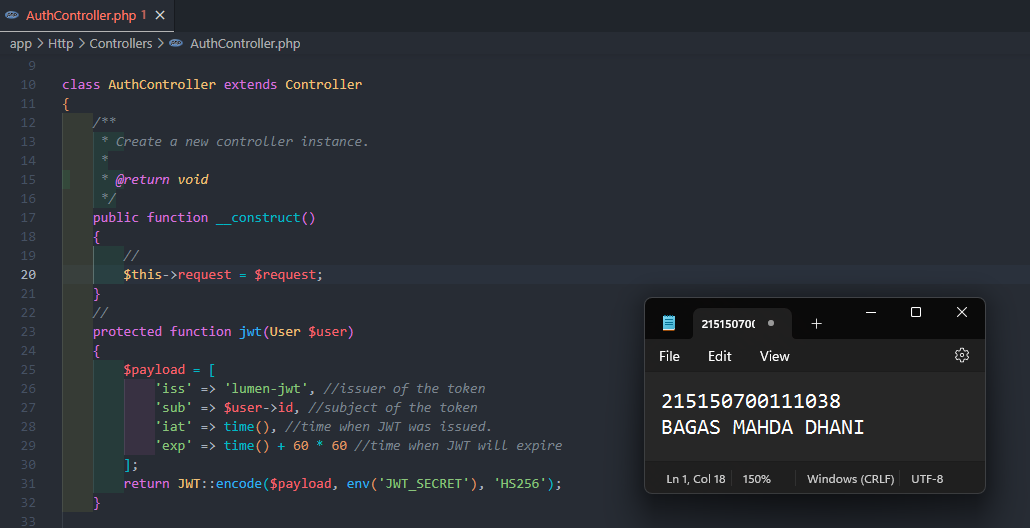 AuthController.php 1
app > Http > Controllers > AuthController.php
9
10 class AuthController extends Controller
11 {
12 /**
13 * Create a new controller instance.
14 *
15 * @return void
16 */
17 public function __construct()
18 {
19 //
20 $this->request = $request;
21 }
22 //
23 protected function jwt(User $user)
24 {
25 $payload = [
26 'iss' => 'lumen-jwt', //issuer of the token
27 'sub' => $user->id, //subject of the token
28 'iat' => time(), //time when JWT was issued.
29 'exp' => time() + 60 * 60 //time when JWT will expire
30 ];
31 return JWT::encode($payload, env('JWT_SECRET'), 'HS256');
32 }
33
21515070
File Edit View
215150700111038
BAGAS MAHDA DHANI
Ln 1, Col 18 150% Windows (CRLF) UTF-8